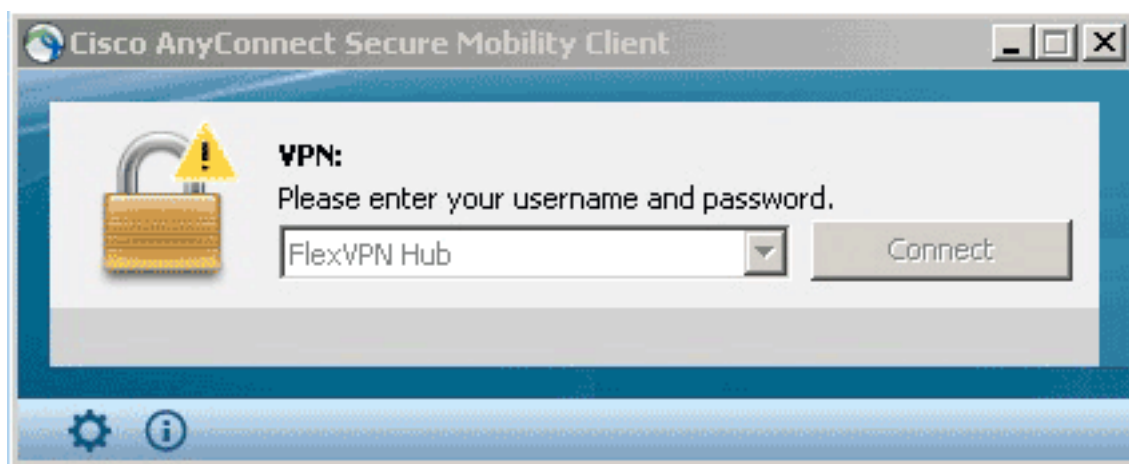 Cisco AnyConnect Secure Mobility Client
VPN:
Please enter your username and password.
FlexVPN Hub
Connect